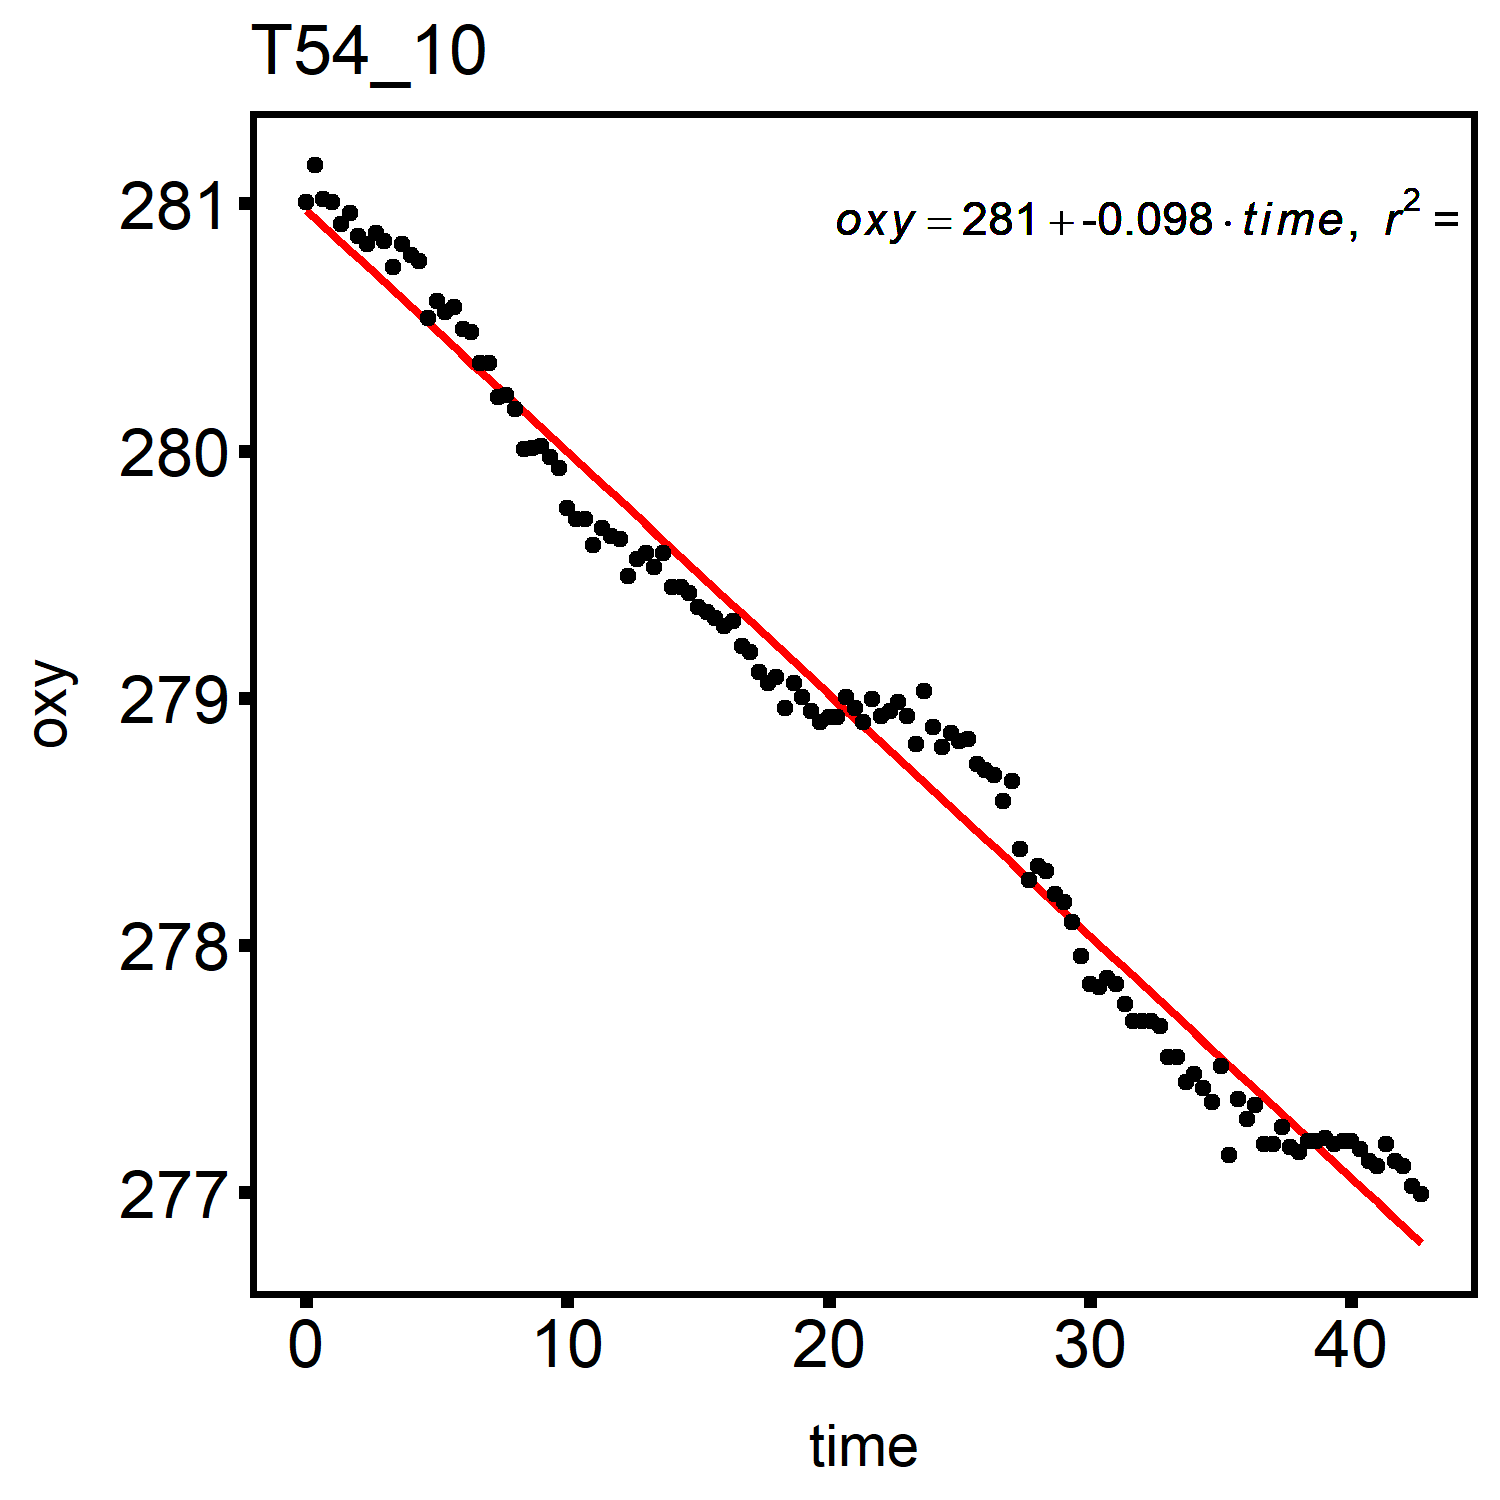 T54_10
oxy = 281 + -0.098 · time, r² =
281
280
279
278
277
oxy
0 10 20 30 40
time